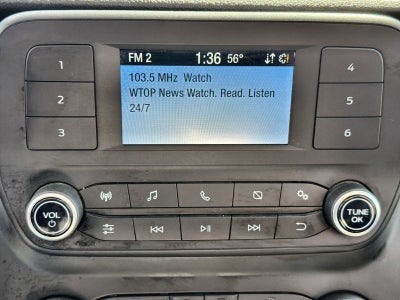 FM 2 1:36 56°
103.5 MHz Watch
WTOP News Watch. Read. Listen
24/7
1
2
3
4
5
6
VOL
TUNE
OK